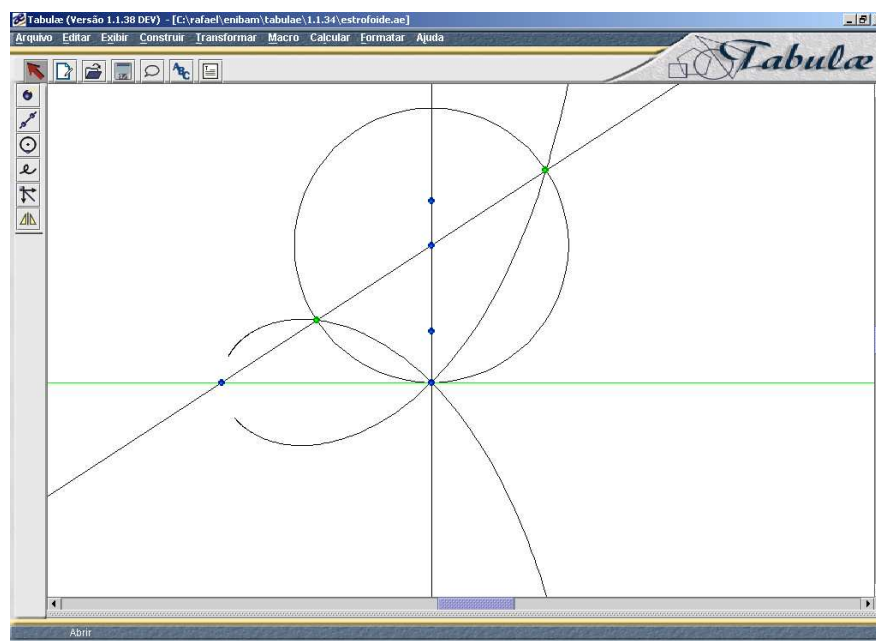 Tabulæ (Versão 1.1.38 DEV) - [C:\rafael\enibam\tabulae\1.1.34\estrofoide.ae]
Arquivo Editar Exibir Construir Transformar Macro Calcular Formatar Ajuda
Tabulæ
ABC
Abrir